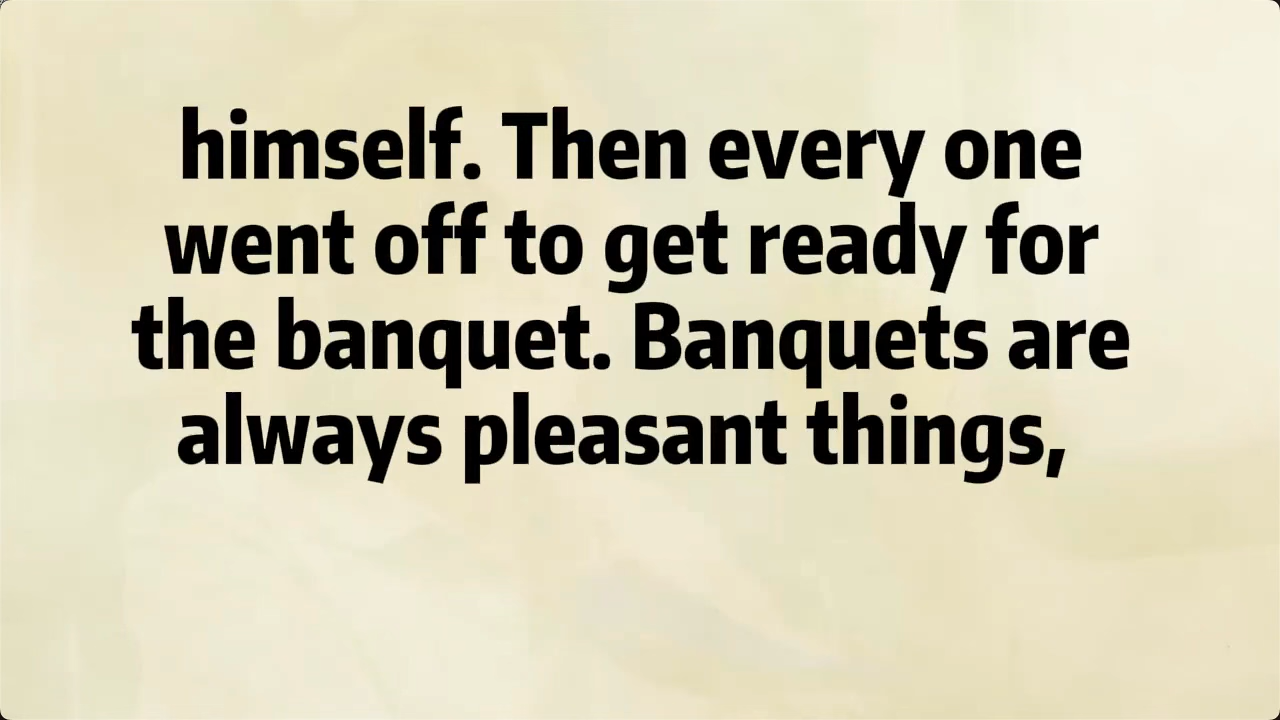 himself. Then every one
went off to get ready for
the banquet. Banquets are
always pleasant things,